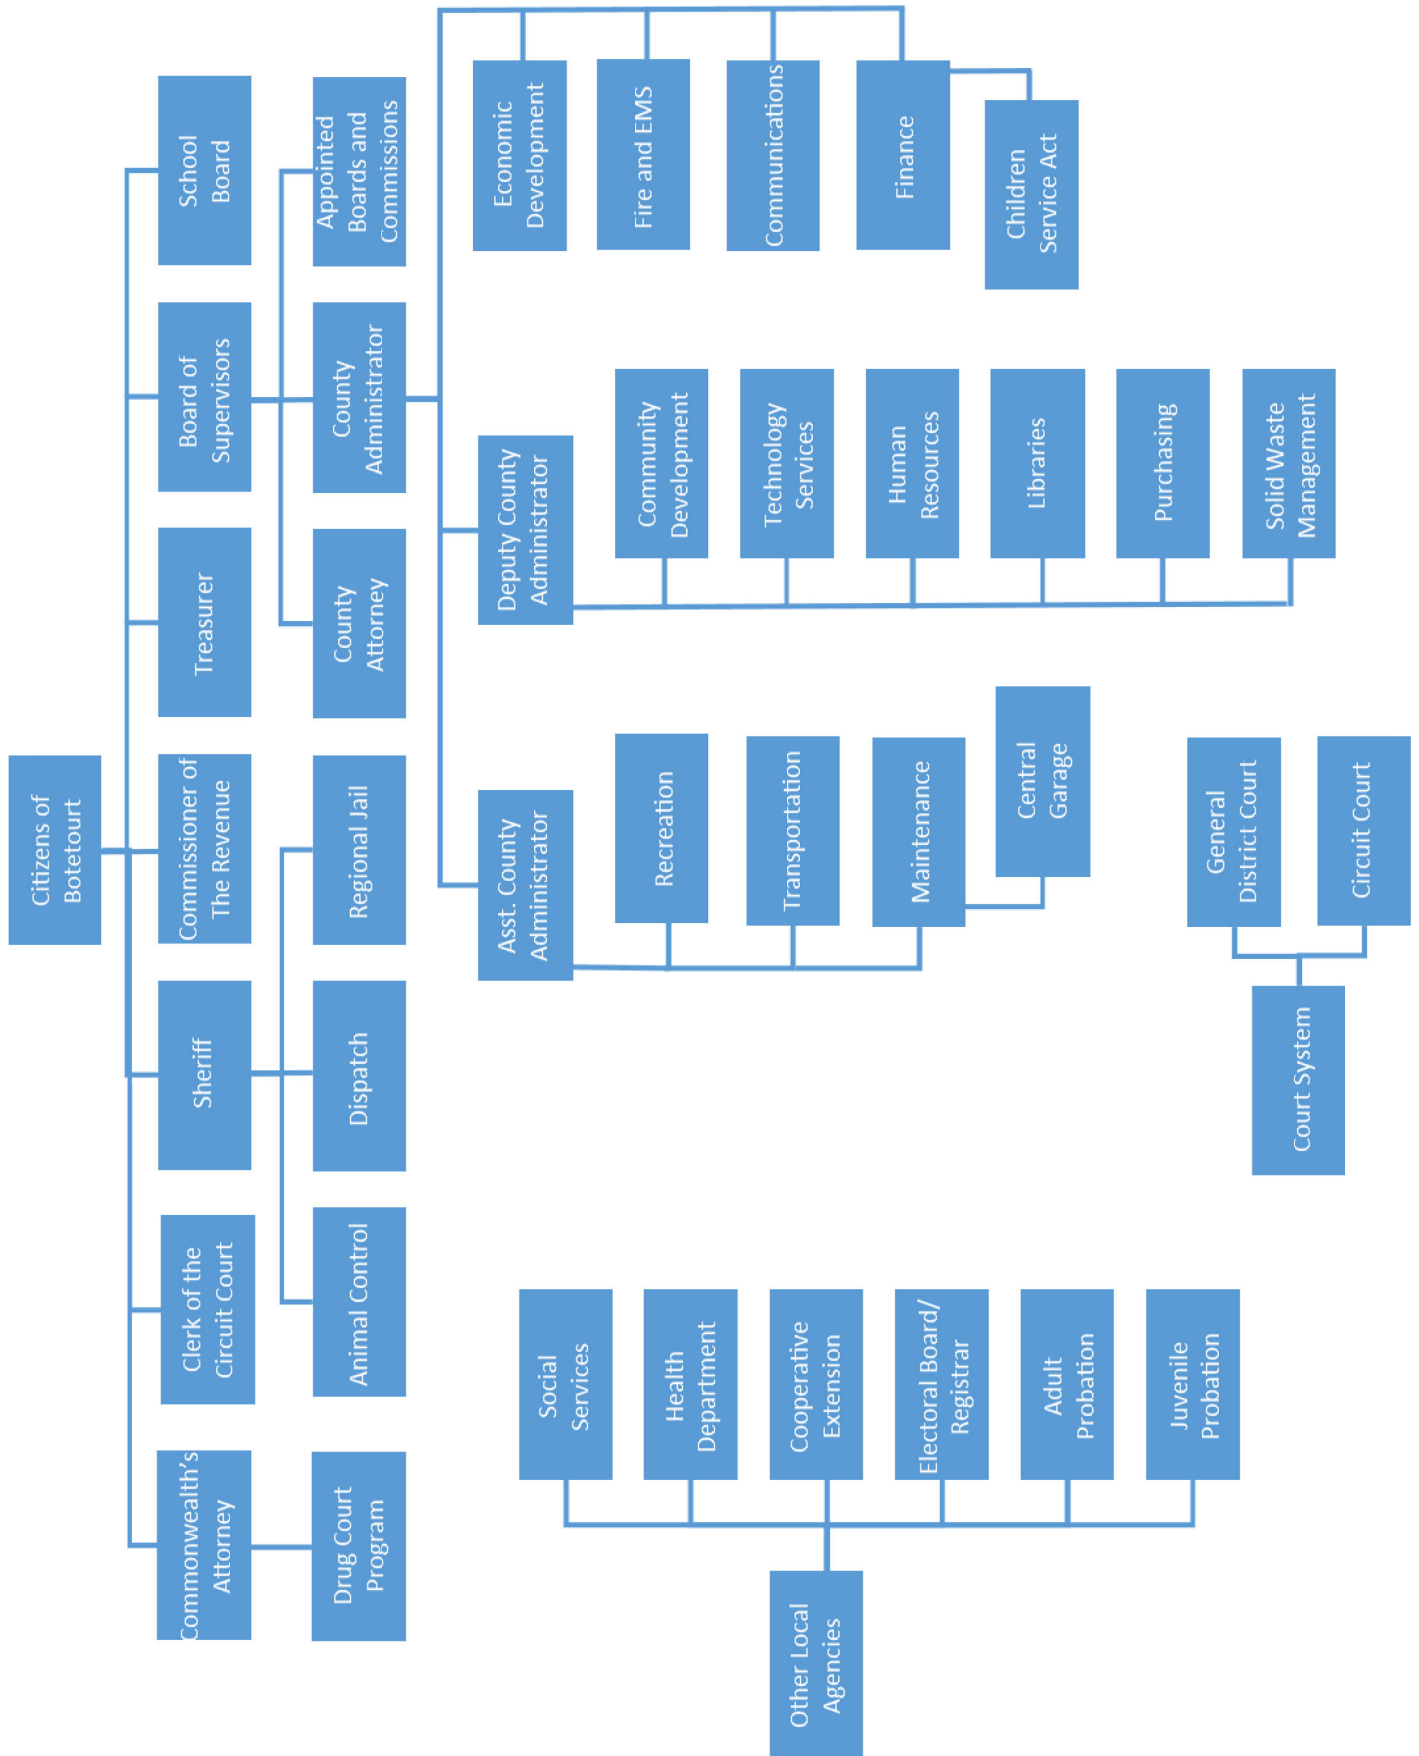 Citizens of
Botetourt
Commonwealth's
Attorney
Clerk of the
Circuit Court
Sheriff
Commissioner of
The Revenue
Treasurer
Board of
Supervisors
School
Board
Drug Court
Program
Animal Control
Dispatch
Regional Jail
County
Attorney
County
Administrator
Appointed
Boards and
Commissions
Asst. County
Administrator
Deputy County
Administrator
Economic
Development
Fire and EMS
Communications
Finance
Children
Service Act
Community
Development
Technology
Services
Human
Resources
Libraries
Purchasing
Solid Waste
Management
Recreation
Transportation
Maintenance
Central
Garage
Other Local
Agencies
Social
Services
Health
Department
Cooperative
Extension
Electoral Board/
Registrar
Adult
Probation
Juvenile
Probation
Court System
General
District Court
Circuit Court